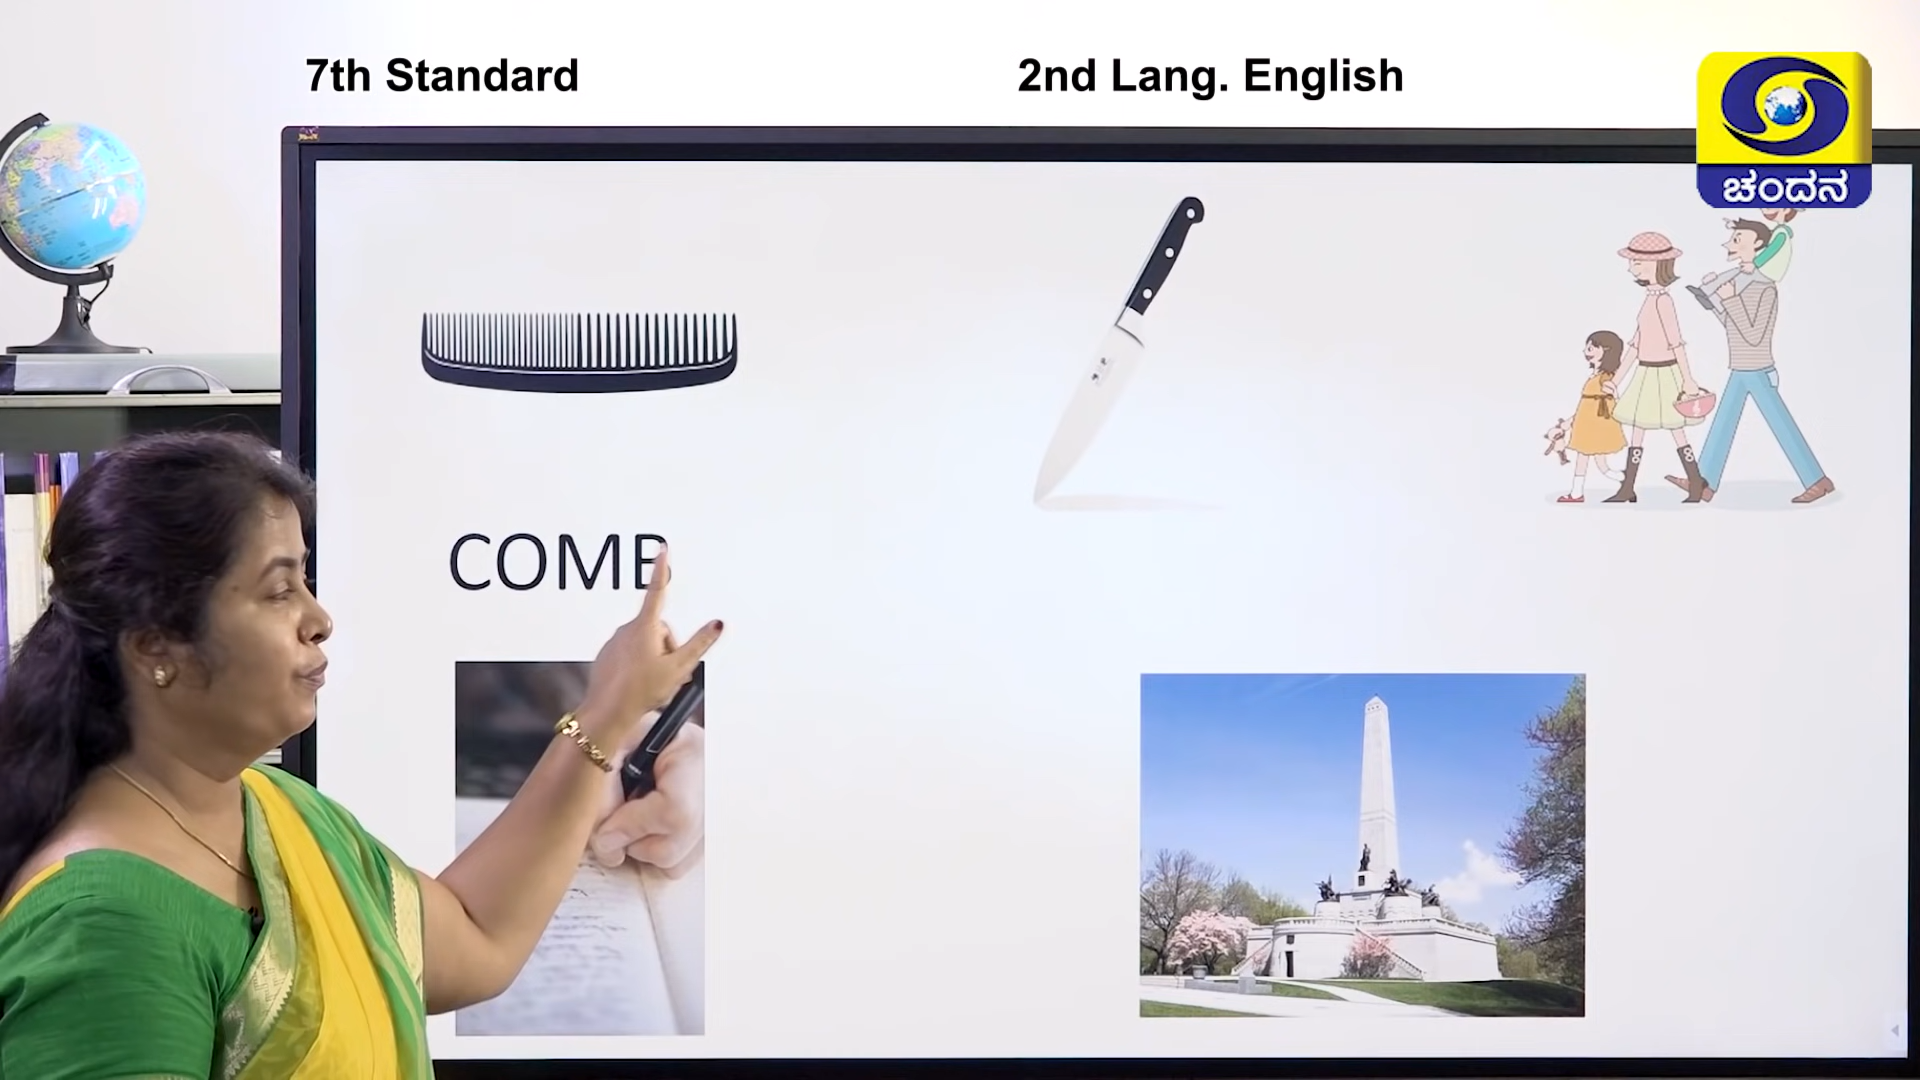 7th Standard
2nd Lang. English
ಚಂದನ
COMB